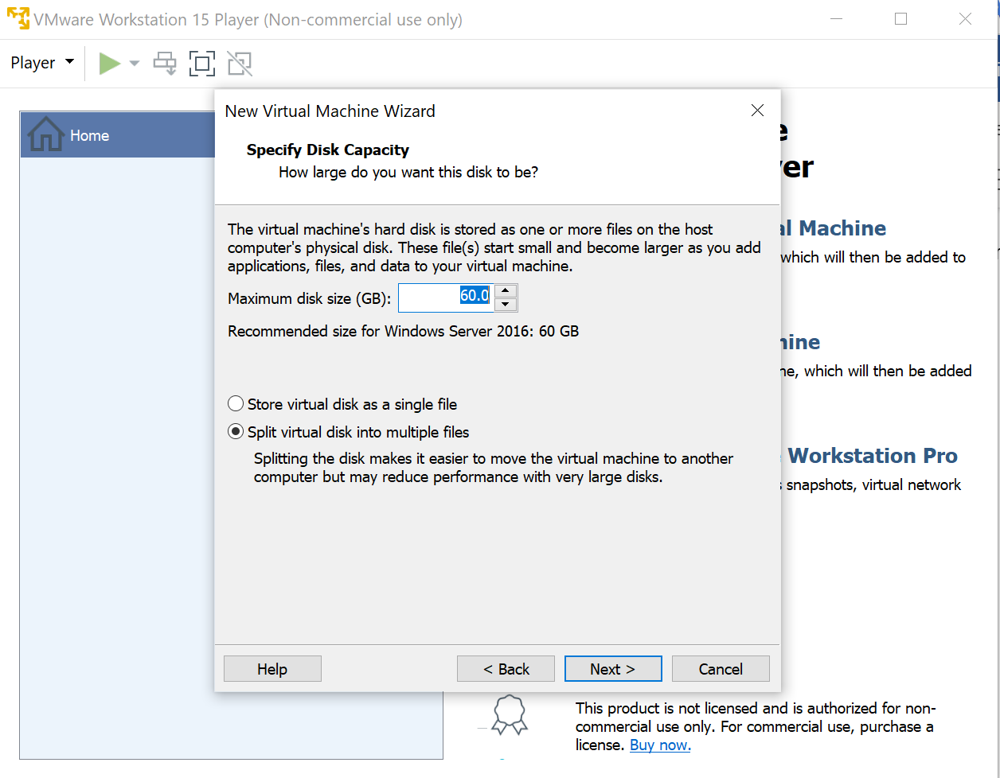 VMware Workstation 15 Player (Non-commercial use only)
Player
Home
New Virtual Machine Wizard
Specify Disk Capacity
How large do you want this disk to be?
The virtual machine's hard disk is stored as one or more files on the host
computer's physical disk. These file(s) start small and become larger as you add
applications, files, and data to your virtual machine.
Maximum disk size (GB): 60.0
Recommended size for Windows Server 2016: 60 GB
Store virtual disk as a single file
Split virtual disk into multiple files
Splitting the disk makes it easier to move the virtual machine to another
computer but may reduce performance with very large disks.
Help < Back Next > Cancel
Machine
which will then be added to
which will then be added
Workstation Pro
snapshots, virtual network
This product is not licensed and is authorized for non-
commercial use only. For commercial use, purchase a
license. Buy now.